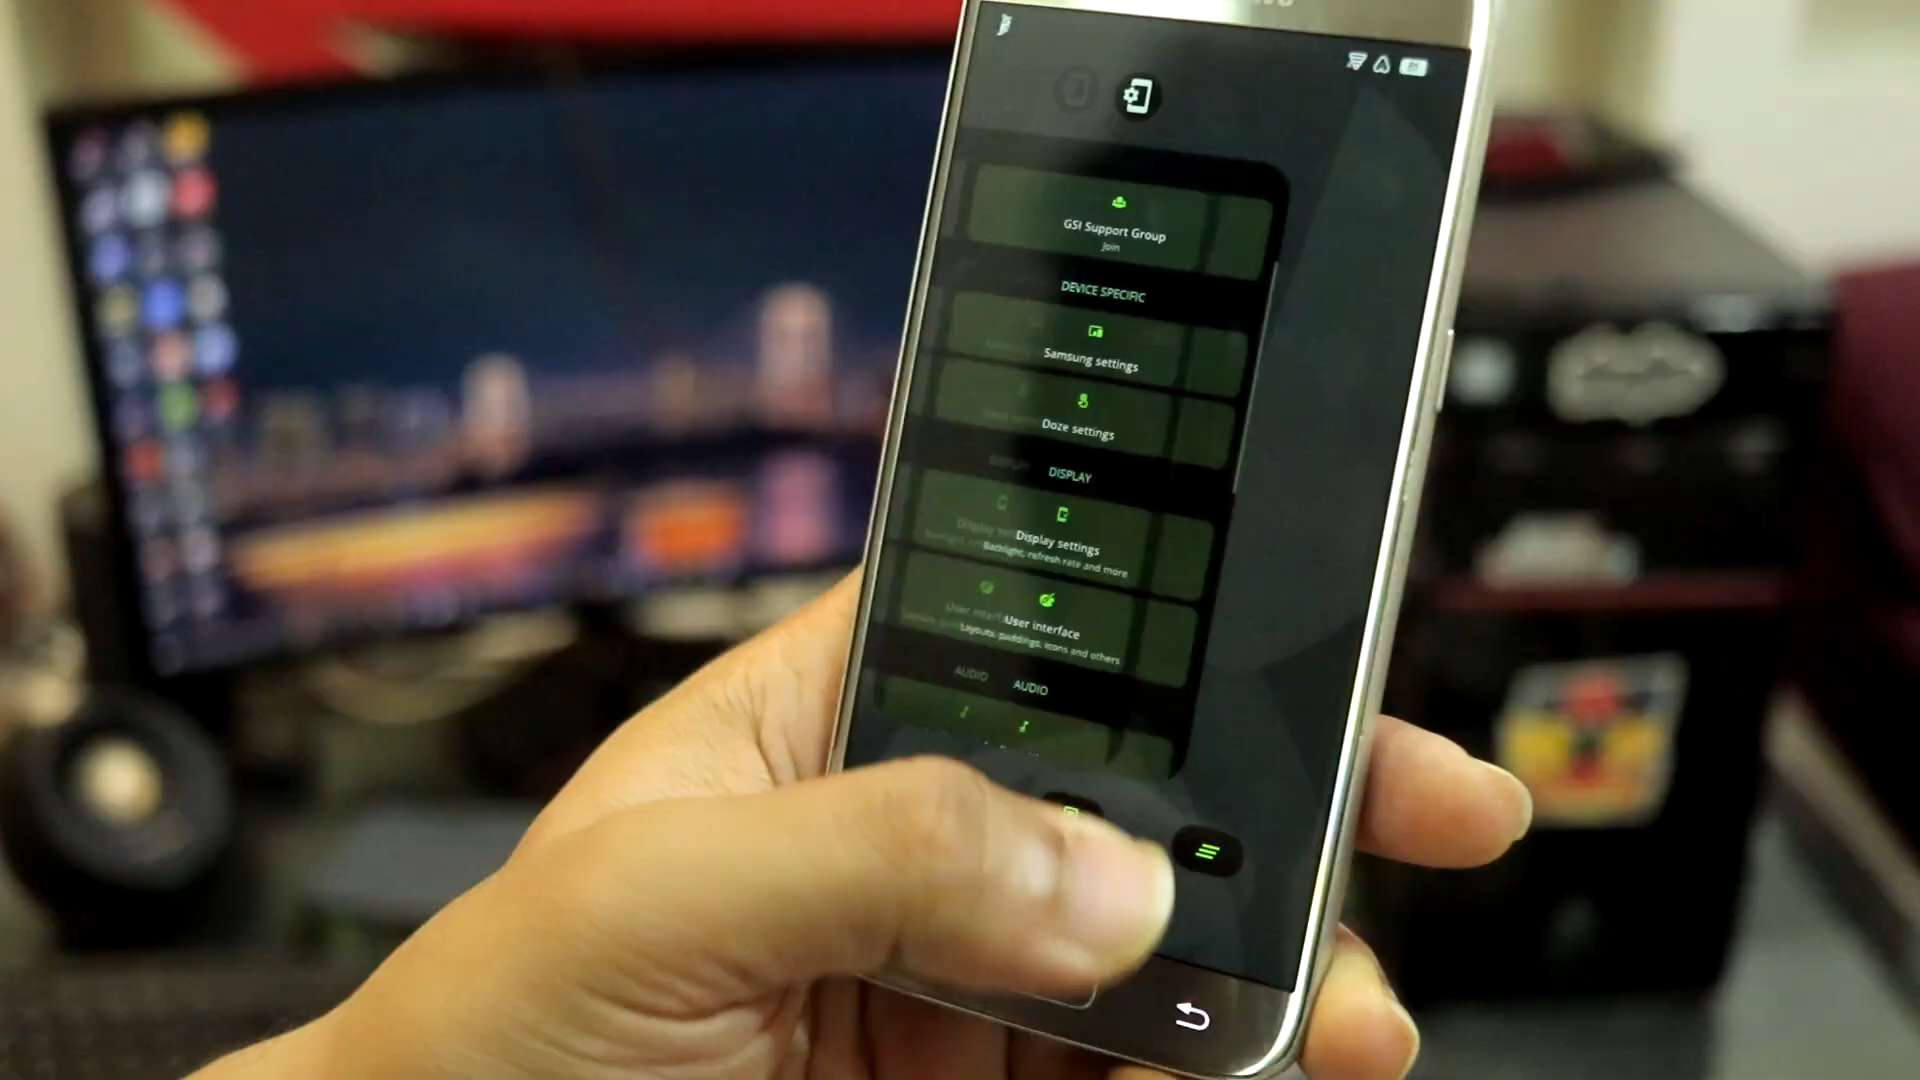 GSI Support Group
Join
DEVICE SPECIFIC
Samsung settings
Doze settings
DISPLAY
Display settings
Backlight, refresh rate and more
User interface
Layouts, paddings, icons and others
AUDIO